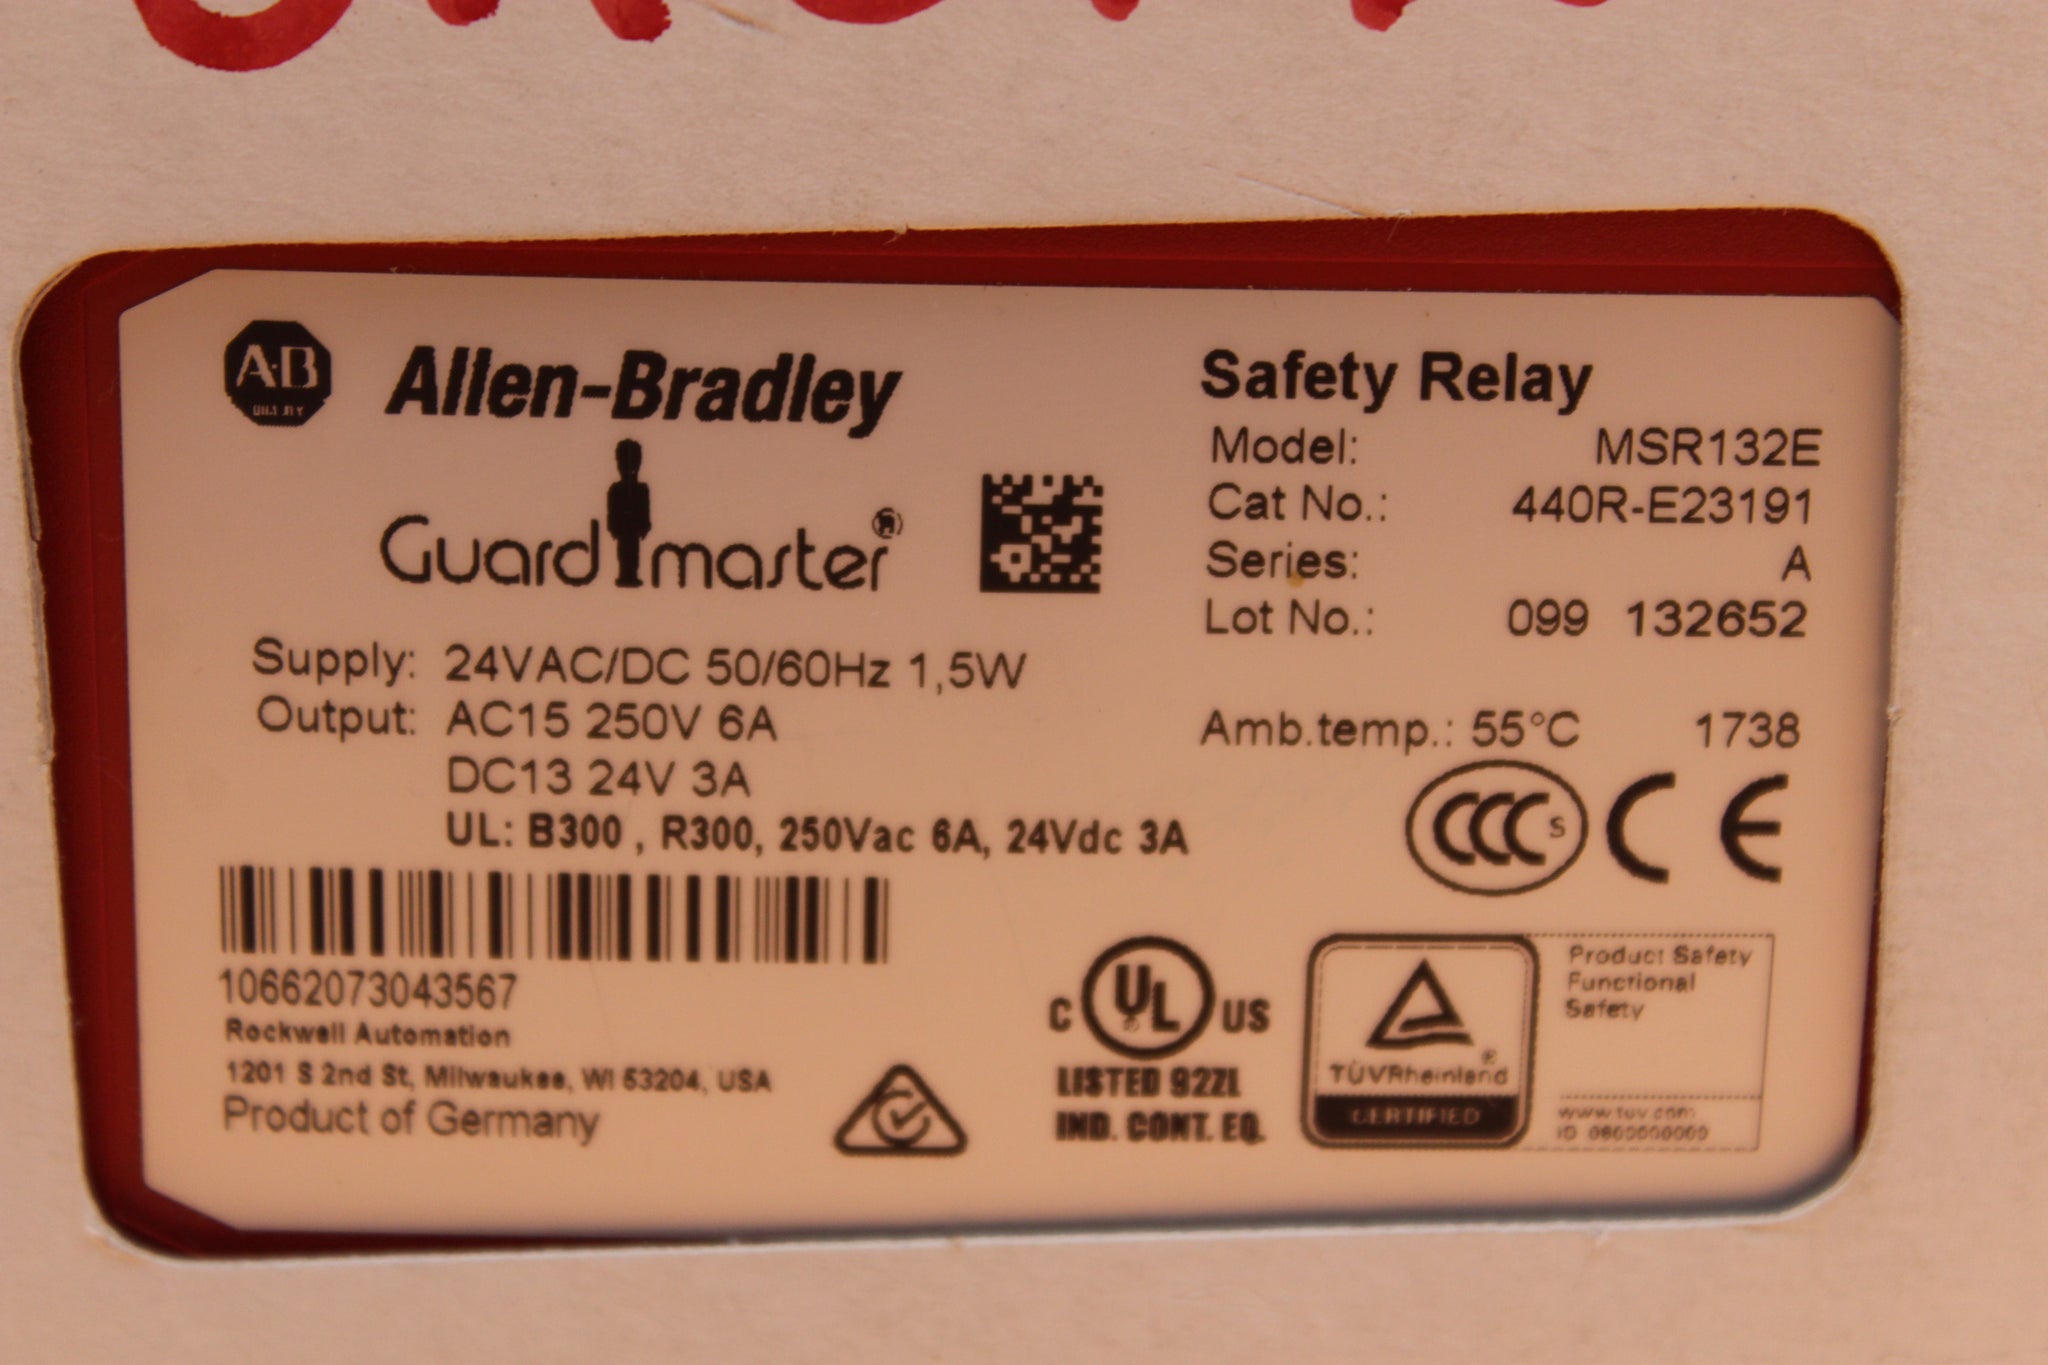 A·B
Allen-Bradley
Guardmaster®
Supply: 24VAC/DC 50/60Hz 1,5W
Output: AC15 250V 6A
DC13 24V 3A
UL: B300 , R300, 250Vac 6A, 24Vdc 3A
10662073043567
Rockwell Automation
1201 S 2nd St, Milwaukee, WI 53204, USA
Product of Germany
Safety Relay
Model: MSR132E
Cat No.: 440R-E23191
Series: A
Lot No.: 099 132652
Amb.temp.: 55°C 1738
CCC S CE
C UL® US
LISTED 92ZL
IND. CONT. EQ.
TÜVRheinland®
CERTIFIED
Product Safety
Functional
Safety
www.tuv.com
ID